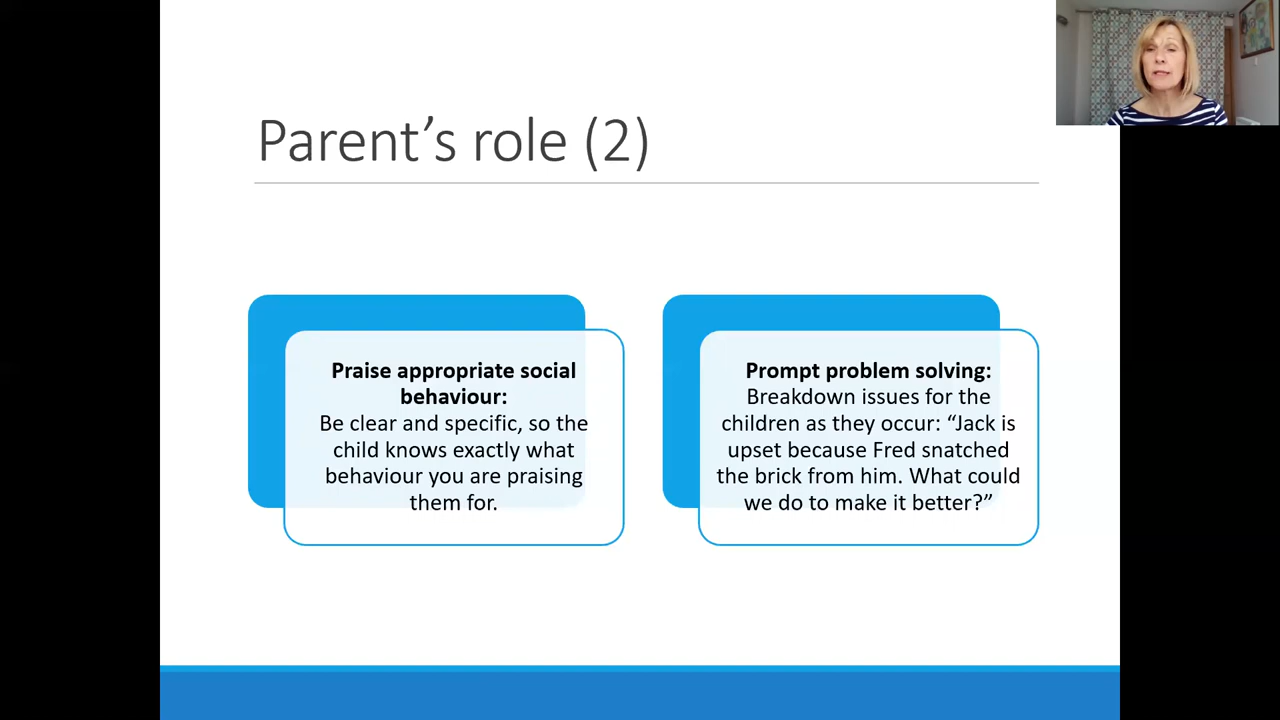 Parent’s role (2)
Praise appropriate social
behaviour:
Be clear and specific, so the
child knows exactly what
behaviour you are praising
them for.
Prompt problem solving:
Breakdown issues for the
children as they occur: “Jack is
upset because Fred snatched
the brick from him. What could
we do to make it better?”